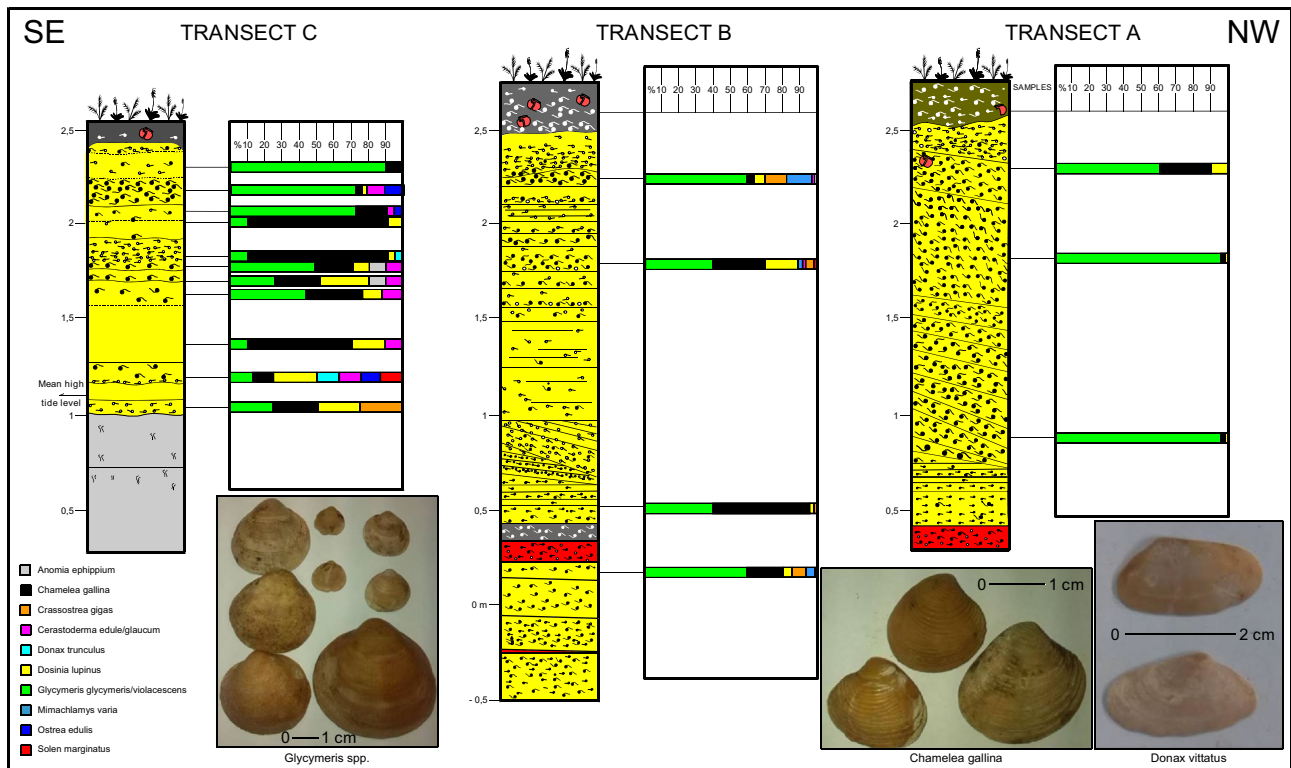 SE TRANSECT C TRANSECT B TRANSECT A NW
SAMPLES
% 10 20 30 40 50 60 70 80 90
% 10 20 30 40 50 60 70 80 90
% 10 20 30 40 50 60 70 80 90
2,5
2
1,5
Mean high
tide level
1
0,5
2,5
2
1,5
1
0,5
0 m
- 0,5
2,5
2
1,5
1
0,5
Anomia ephippium
Chamelea gallina
Crassostrea gigas
Cerastoderma edule/glaucum
Donax trunculus
Dosinia lupinus
Glycymeris glycymeris/violacescens
Mimachlamys varia
Ostrea edulis
Solen marginatus
0 1 cm
Glycymeris spp.
0 1 cm
Chamelea gallina
0 2 cm
Donax vittatus